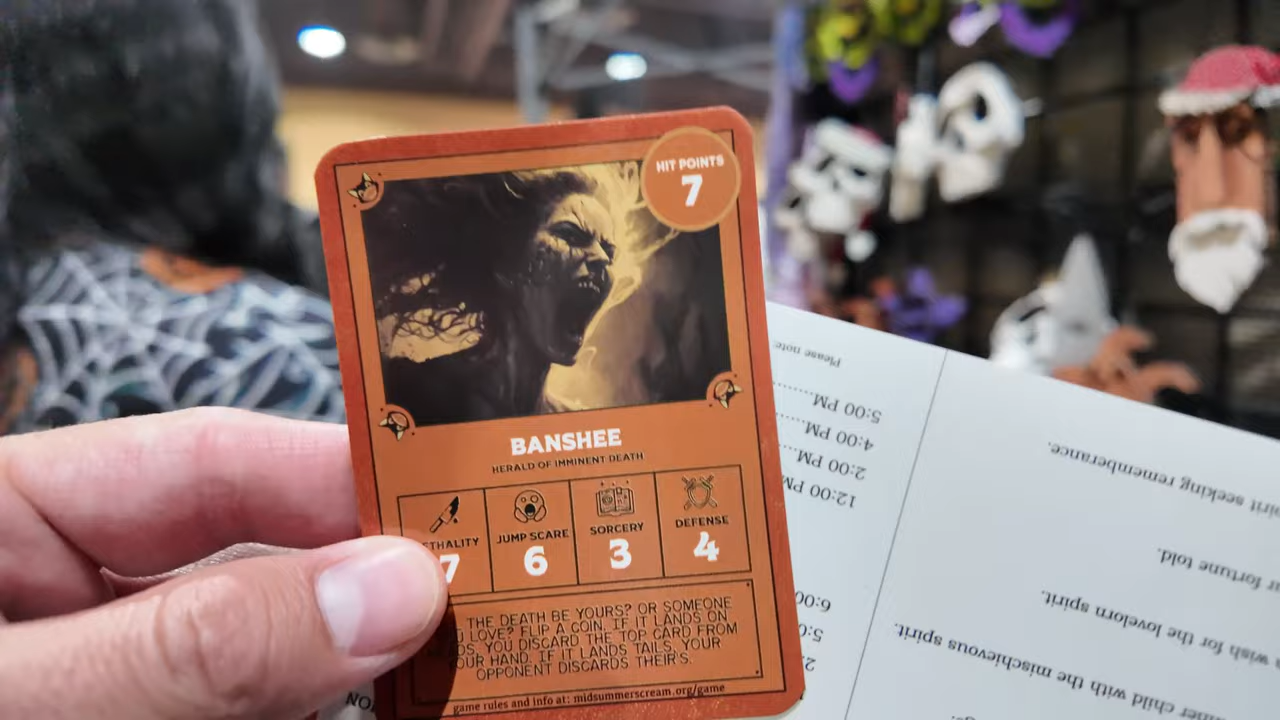 HIT POINTS
7
BANSHEE
HERALD OF IMMINENT DEATH
ETHALITY
7
JUMP SCARE
6
SORCERY
3
DEFENSE
4
THE DEATH BE YOURS? OR SOMEONE
LOVE? FLIP A COIN. IF IT LANDS ON
YOU DISCARD THE TOP CARD FROM
YOUR HAND. IF IT LANDS TAILS, YOUR
OPPONENT DISCARDS THEIR'S.
game rules and info at: midsummerscream.org/game
Please note:
5:00 PM
4:00 PM
2:00 PM
12:00 PM
6:00
seeking rememberance.
fortune told.
wish for the lovelorn spirit.
child with the mischievous spirit.